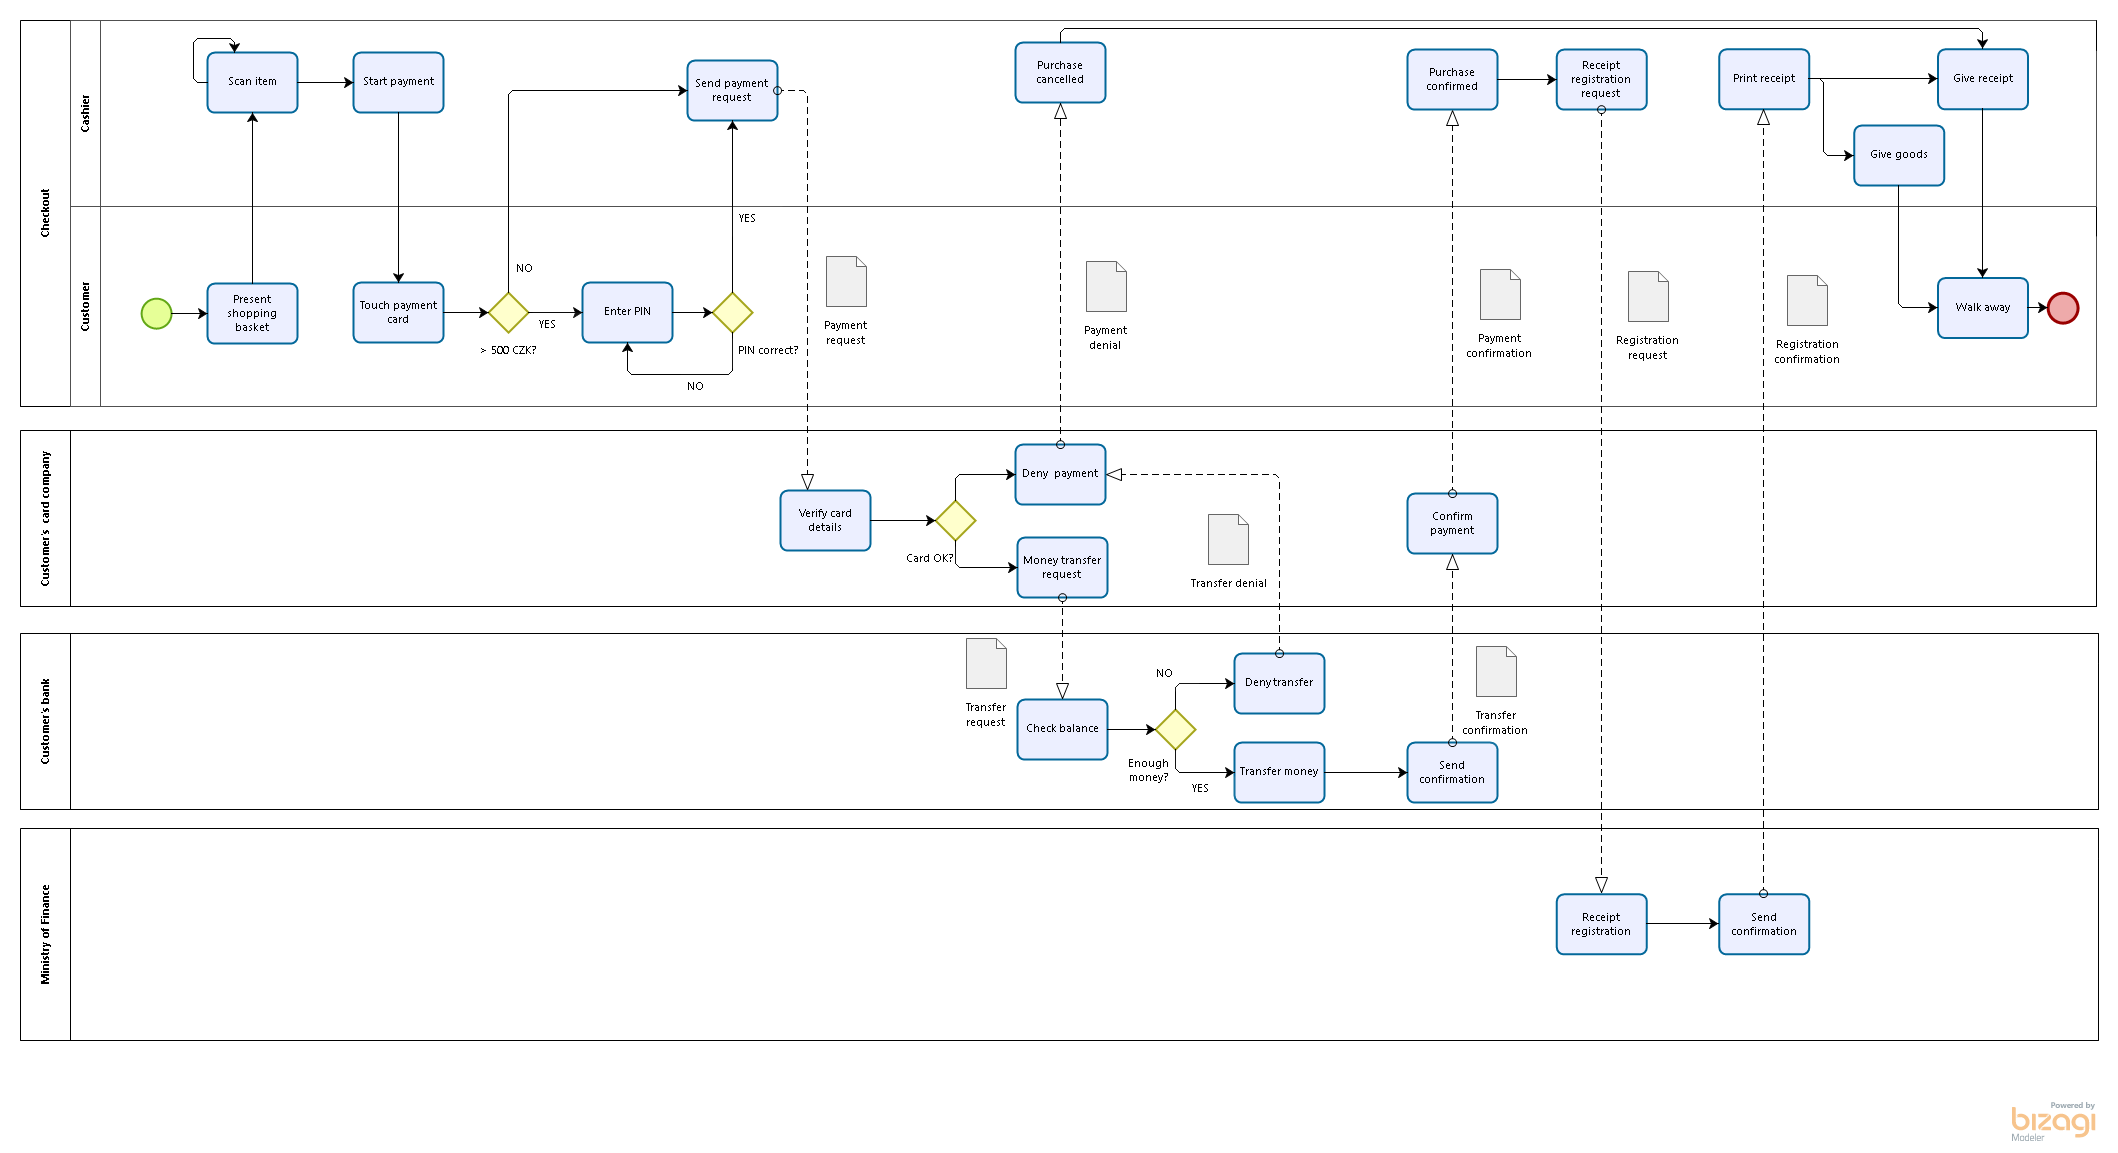 Checkout
Cashier
Scan item
Start payment
Send payment
request
Purchase
cancelled
Purchase
confirmed
Receipt
registration
request
Print receipt
Give receipt
Give goods
Customer
Present
shopping
basket
Touch payment
card
NO
YES
> 500 CZK?
Enter PIN
YES
PIN correct?
NO
Payment
request
Payment
denial
Payment
confirmation
Registration
request
Registration
confirmation
Walk away
Customer's card company
Verify card
details
Card OK?
Deny payment
Money transfer
request
Transfer denial
Confirm
payment
Customer's bank
Transfer
request
Check balance
NO
Enough
money?
YES
Deny transfer
Transfer money
Send
confirmation
Transfer
confirmation
Ministry of Finance
Receipt
registration
Send
confirmation
Powered by
bizagi
Modeler